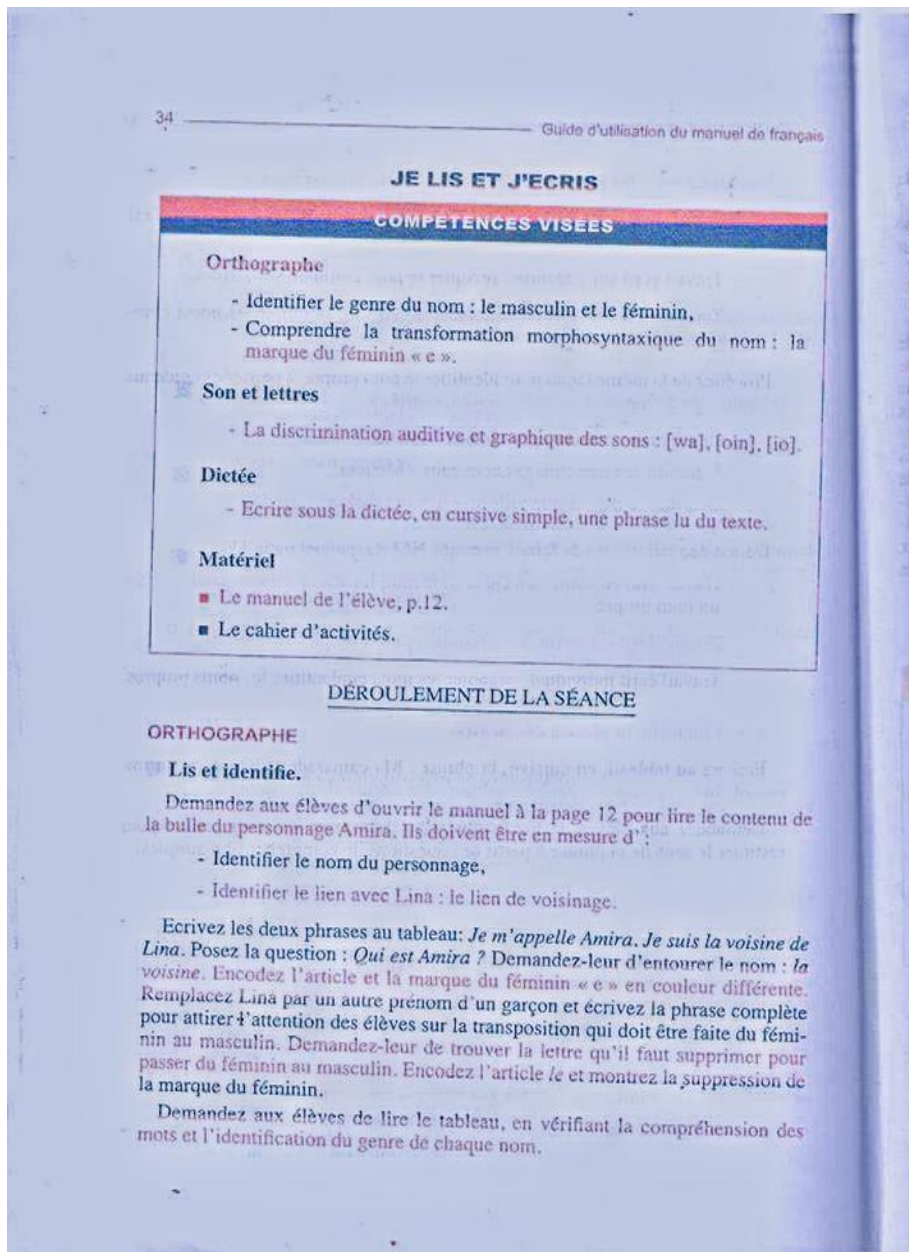 34
Guide d'utilisation du manuel de français
JE LIS ET J'ECRIS
COMPÉTENCES VISÉES
Orthographe
- Identifier le genre du nom : le masculin et le féminin,
- Comprendre la transformation morphosyntaxique du nom : la
marque du féminin « e ».
Son et lettres
- La discrimination auditive et graphique des sons : [wa], [oin], [io].
Dictée
- Ecrire sous la dictée, en cursive simple, une phrase lu du texte.
Matériel
■ Le manuel de l'élève, p.12.
■ Le cahier d'activités.
DÉROULEMENT DE LA SÉANCE
ORTHOGRAPHE
Lis et identifie.
Demandez aux élèves d'ouvrir le manuel à la page 12 pour lire le contenu de
la bulle du personnage Amira. Ils doivent être en mesure d' :
- Identifier le nom du personnage,
- Identifier le lien avec Lina : le lien de voisinage.
Ecrivez les deux phrases au tableau: Je m'appelle Amira. Je suis la voisine de
Lina. Posez la question : Qui est Amira ? Demandez-leur d'entourer le nom : la
voisine. Encodez l'article et la marque du féminin « e » en couleur différente.
Remplacez Lina par un autre prénom d'un garçon et écrivez la phrase complète
pour attirer l'attention des élèves sur la transposition qui doit être faite du fémi-
nin au masculin. Demandez-leur de trouver la lettre qu'il faut supprimer pour
passer du féminin au masculin. Encodez l'article le et montrez la suppression de
la marque du féminin.
Demandez aux élèves de lire le tableau, en vérifiant la compréhension des
mots et l'identification du genre de chaque nom.